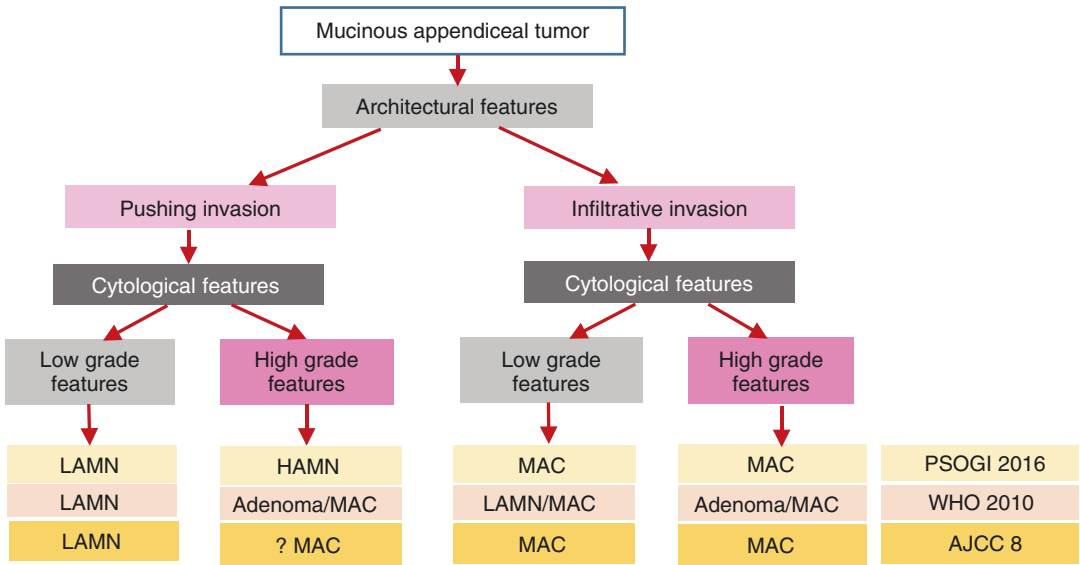 Mucinous appendiceal tumor
Architectural features
Pushing invasion
Infiltrative invasion
Cytological features
Cytological features
Low grade
features
High grade
features
Low grade
features
High grade
features
LAMN
HAMN
MAC
MAC
PSOGI 2016
LAMN
Adenoma/MAC
LAMN/MAC
Adenoma/MAC
WHO 2010
LAMN
? MAC
MAC
MAC
AJCC 8